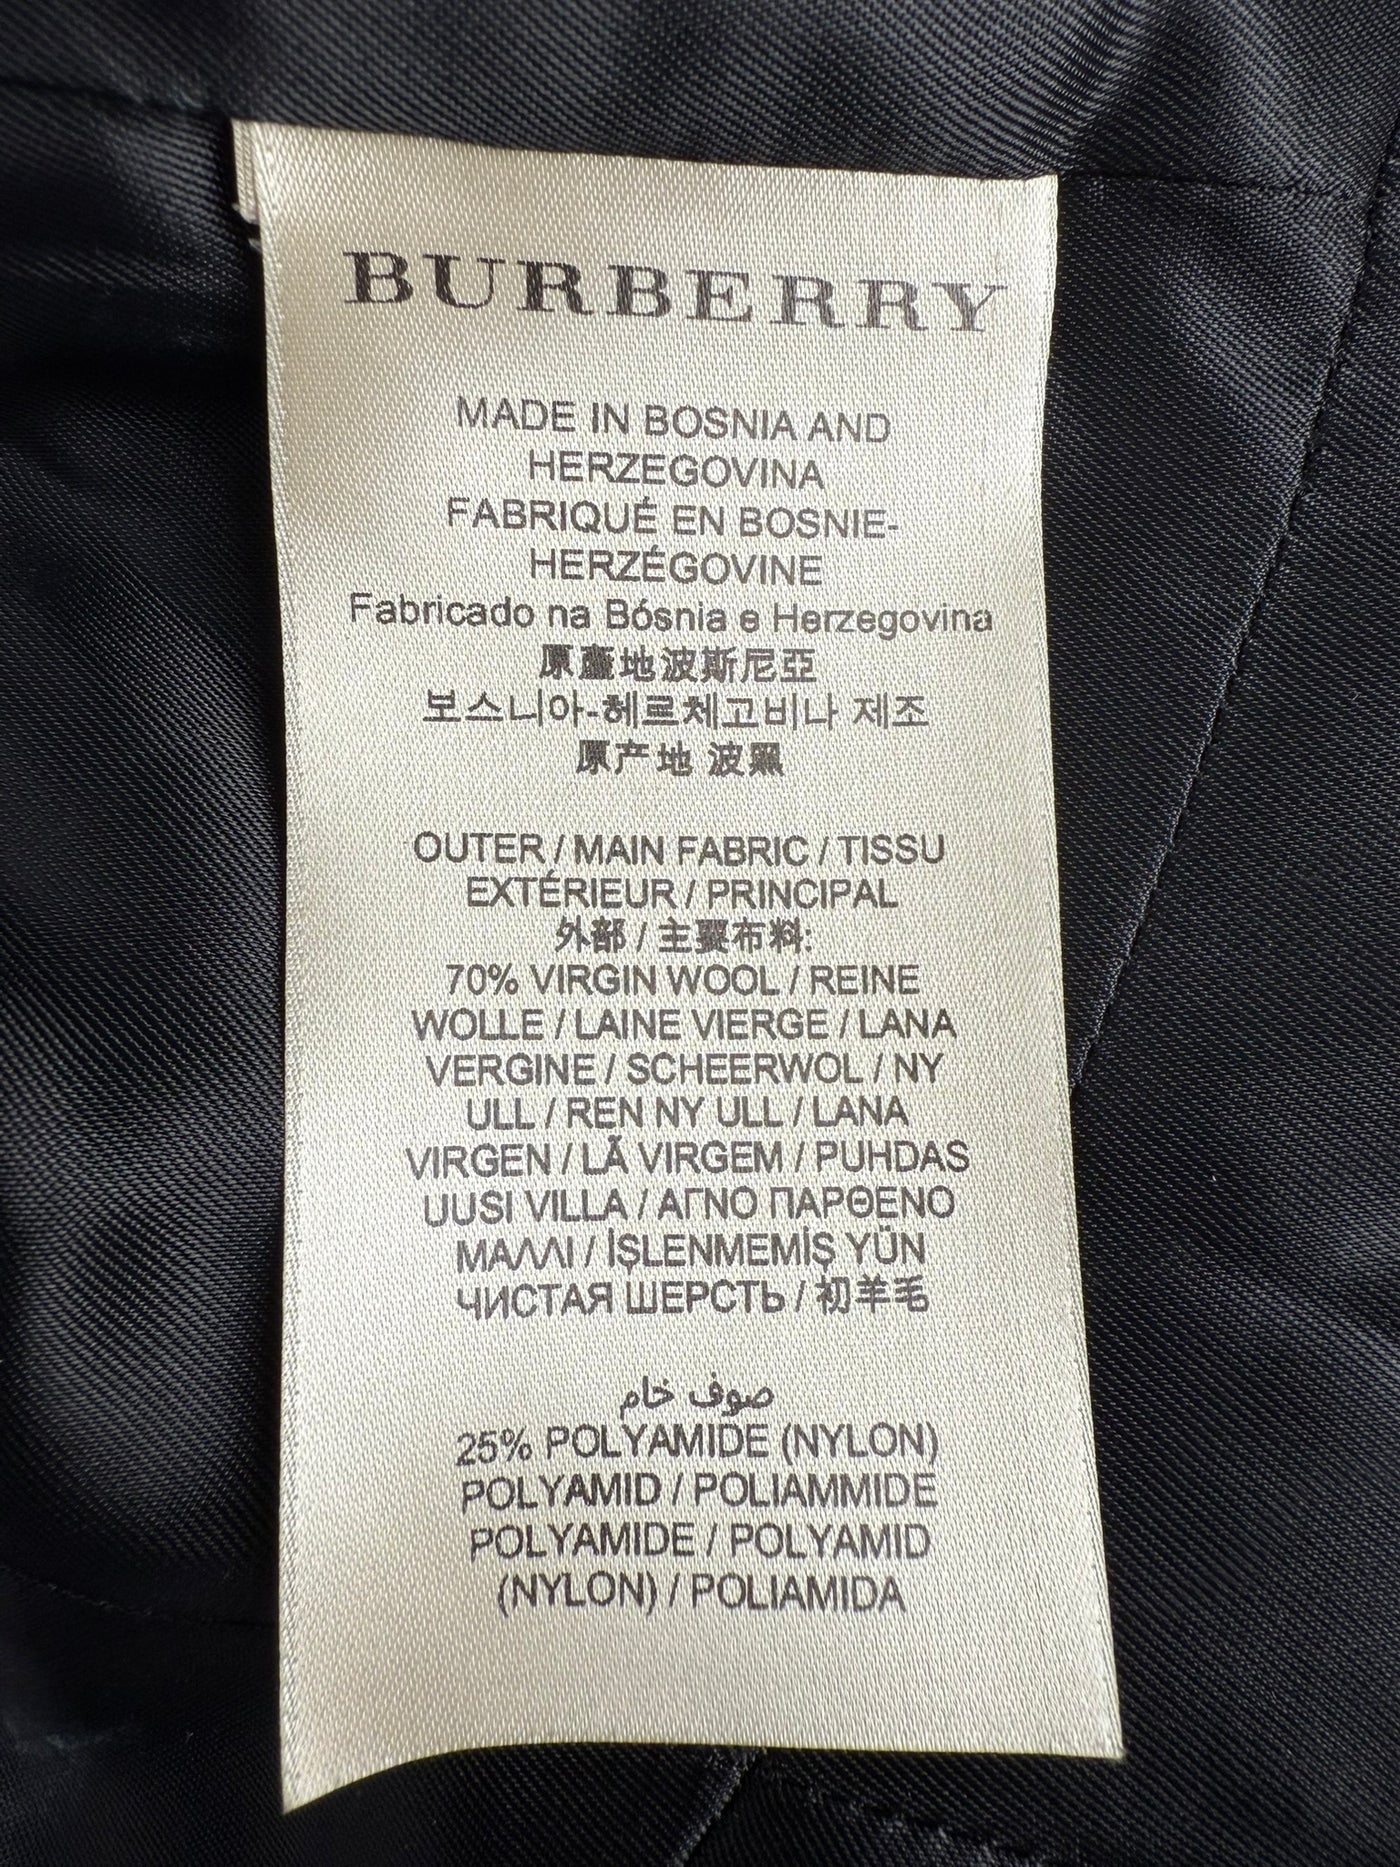 BURBERRY
MADE IN BOSNIA AND
HERZEGOVINA
FABRIQUÉ EN BOSNIE-
HERZÉGOVINE
Fabricado na Bósnia e Herzegovina
原產地波斯尼亞
보스니아-헤르체고비나 제조
原产地 波黑
OUTER / MAIN FABRIC / TISSU
EXTÉRIEUR / PRINCIPAL
外部 / 主要布料:
70% VIRGIN WOOL / REINE
WOLLE / LAINE VIERGE / LANA
VERGINE / SCHEERWOL / NY
ULL / REN NY ULL / LANA
VIRGEN / LÃ VIRGEM / PUHDAS
UUSI VILLA / ΑΓΝΟ ΠΑΡΘΕΝΟ
ΜΑΛΛΙ / İŞLENMEMİŞ YÜN
ЧИСТАЯ ШЕРСТЬ / 初羊毛
صوف خام
25% POLYAMIDE (NYLON)
POLYAMID / POLIAMMIDE
POLYAMIDE / POLYAMID
(NYLON) / POLIAMIDA